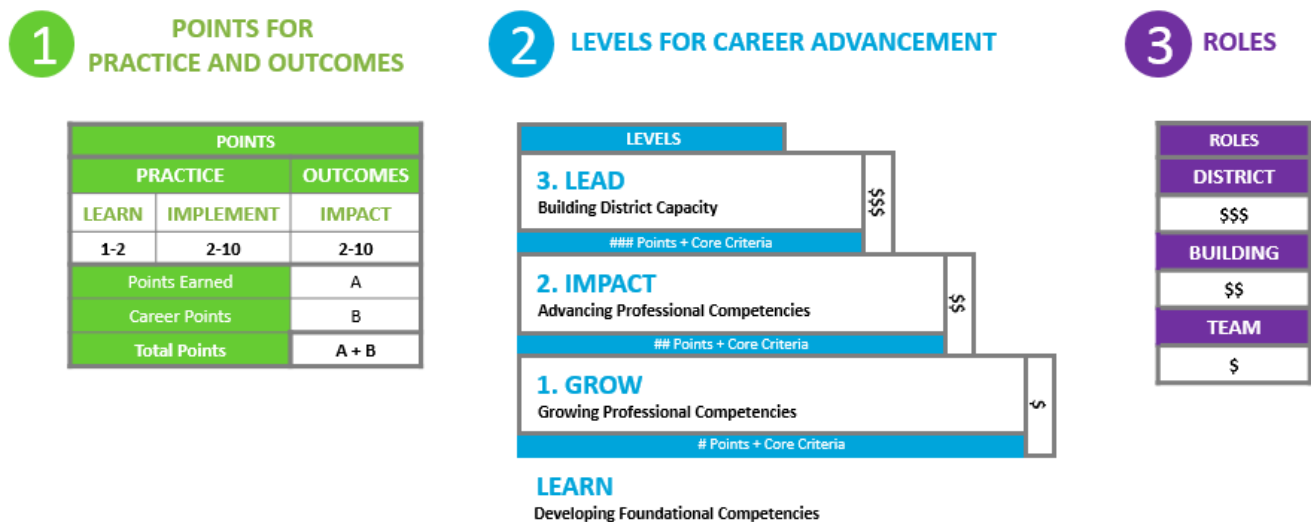 1
POINTS FOR
PRACTICE AND OUTCOMES
POINTS
PRACTICE OUTCOMES
LEARN IMPLEMENT IMPACT
1-2 2-10 2-10
Points Earned A
Career Points B
Total Points A + B
2
LEVELS FOR CAREER ADVANCEMENT
LEVELS
3. LEAD
Building District Capacity
$$$
### Points + Core Criteria
2. IMPACT
Advancing Professional Competencies
$$
## Points + Core Criteria
1. GROW
Growing Professional Competencies
$
# Points + Core Criteria
LEARN
Developing Foundational Competencies
3
ROLES
ROLES
DISTRICT
$$$
BUILDING
$$
TEAM
$